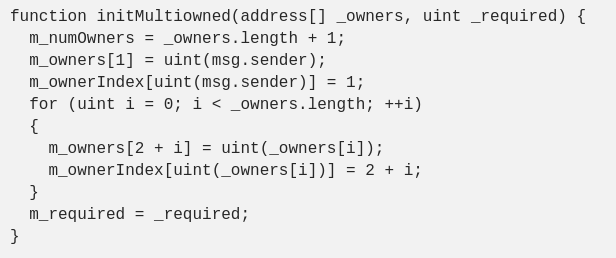 function initMultiowned(address[] _owners, uint _required) {
  m_numOwners = _owners.length + 1;
  m_owners[1] = uint(msg.sender);
  m_ownerIndex[uint(msg.sender)] = 1;
  for (uint i = 0; i < _owners.length; ++i)
  {
    m_owners[2 + i] = uint(_owners[i]);
    m_ownerIndex[uint(_owners[i])] = 2 + i;
  }
  m_required = _required;
}